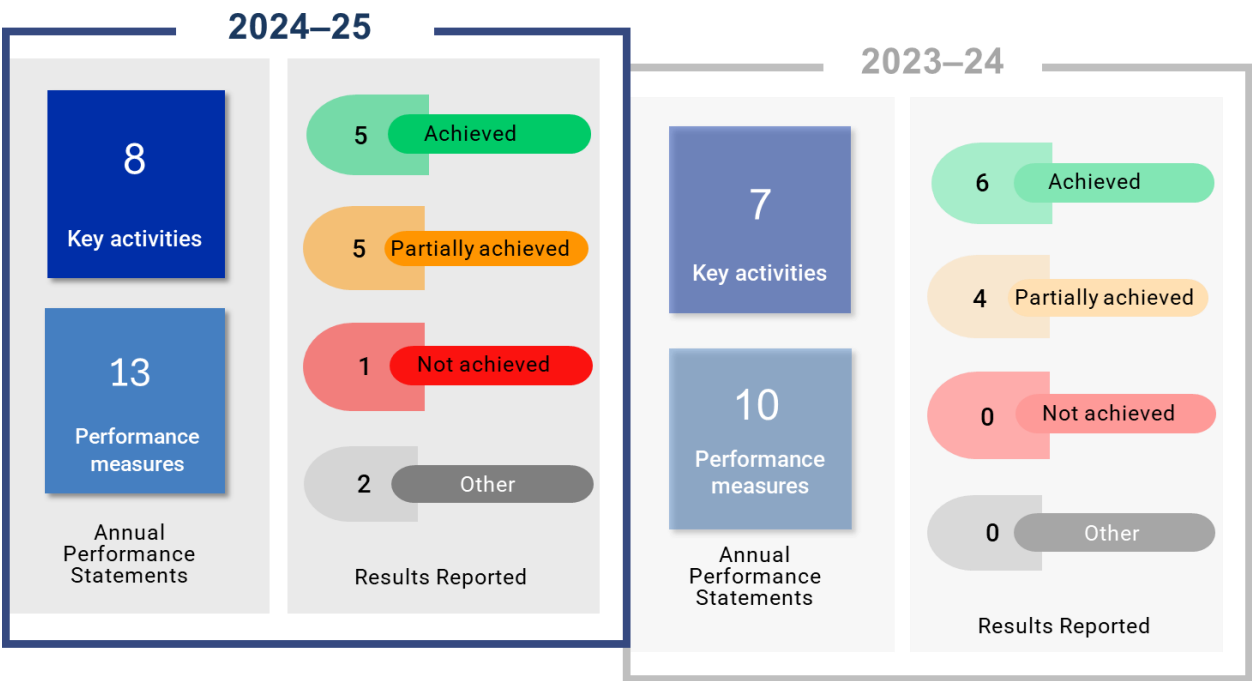 2024–25
8
Key activities
13
Performance
measures
Annual
Performance
Statements
5 Achieved
5 Partially achieved
1 Not achieved
2 Other
Results Reported
2023–24
7
Key activities
10
Performance
measures
Annual
Performance
Statements
6 Achieved
4 Partially achieved
0 Not achieved
0 Other
Results Reported